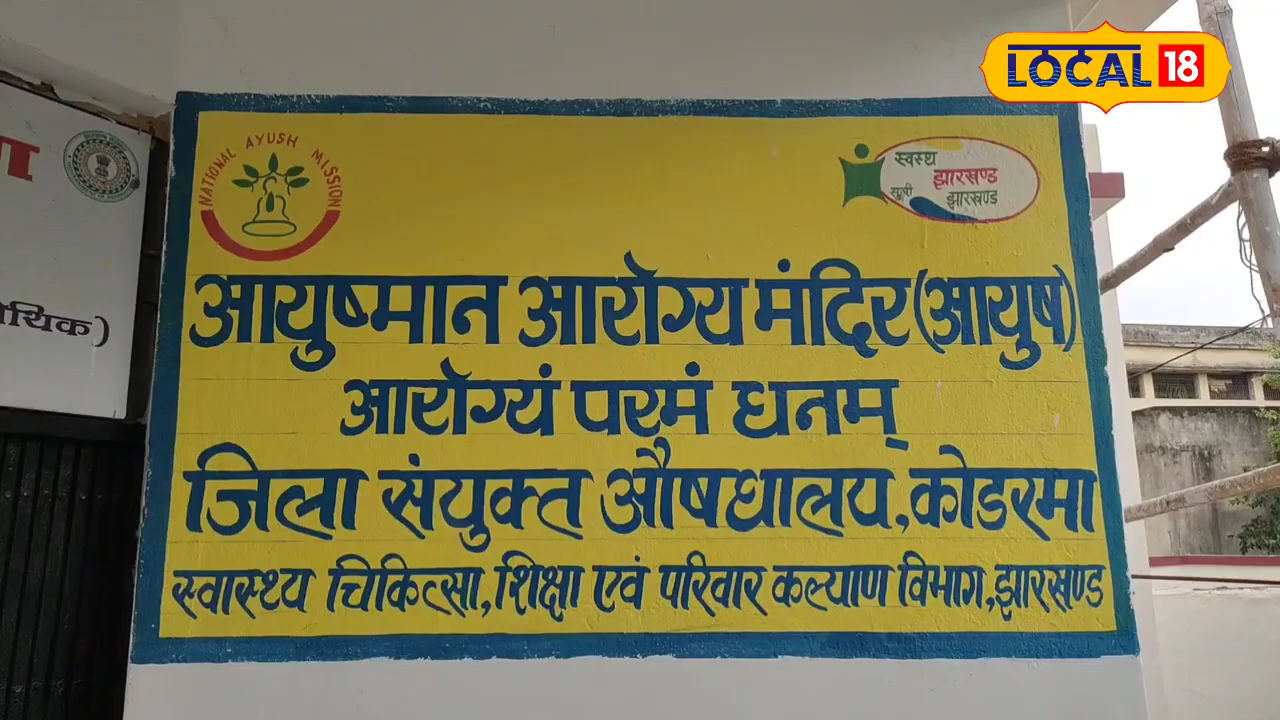 LOCAL 18
NATIONAL AYUSH MISSION
स्वस्थ
झारखण्ड
सुखी
झारखण्ड
थिक)
आयुष्मान आरोग्य मंदिर (आयुष)
आरोग्यं परमं धनम्
जिला संयुक्त औषधालय, कोडरमा
स्वास्थ्य चिकित्सा, शिक्षा एवं परिवार कल्याण विभाग, झारखण्ड